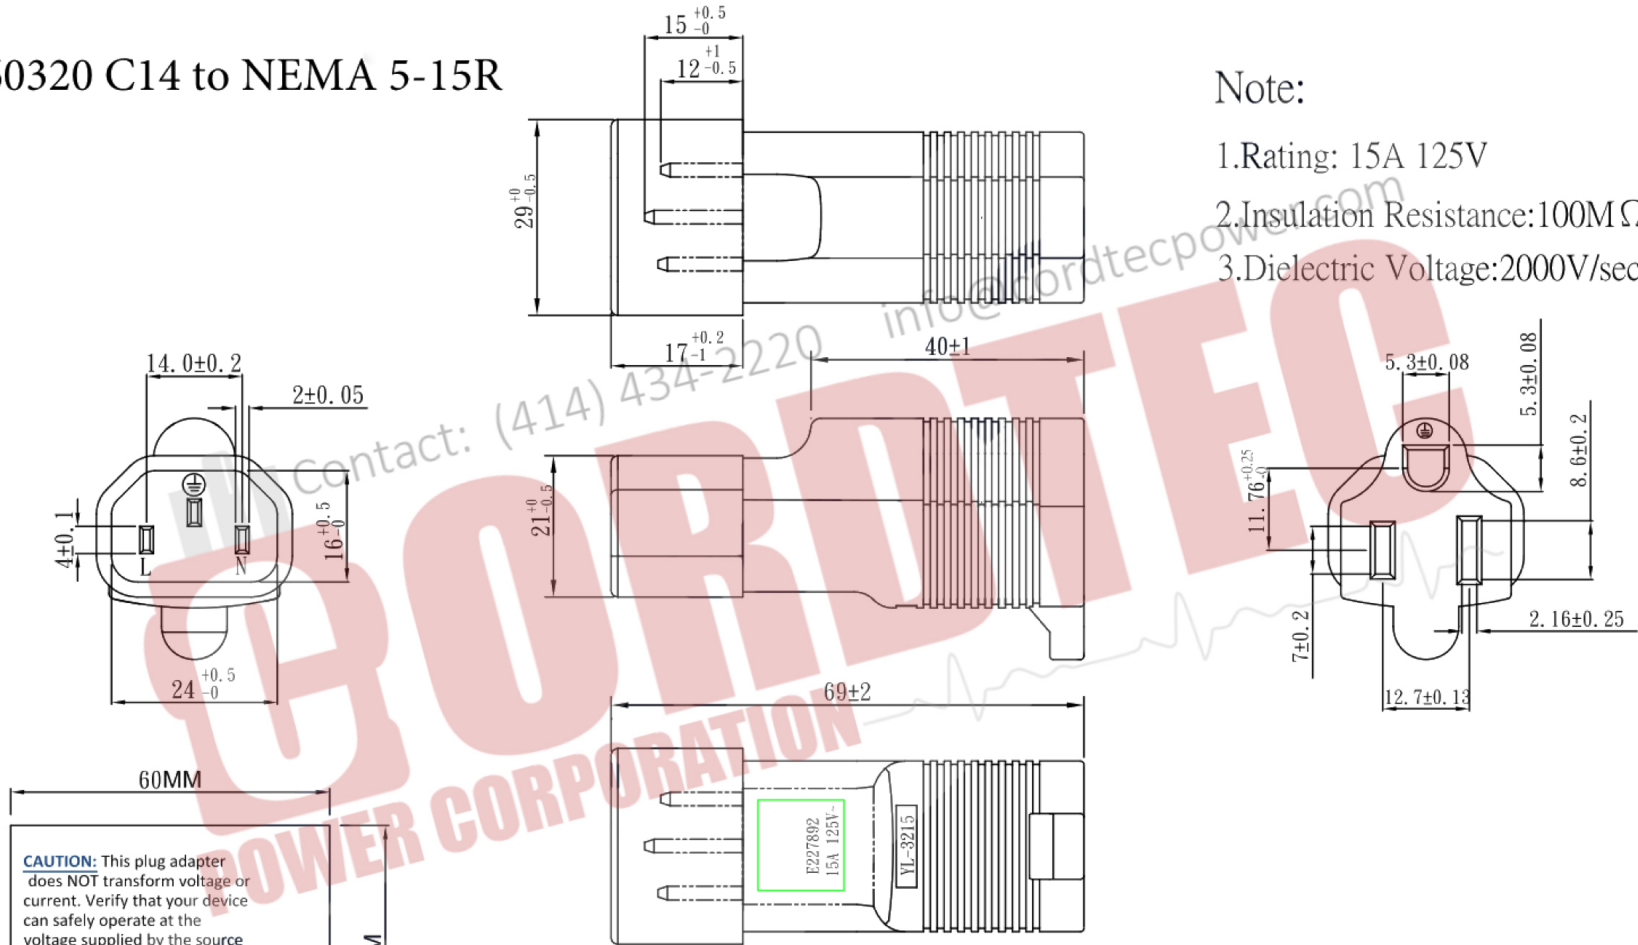 60320 C14 to NEMA 5-15R
15 +0.5 -0
12 +1 -0.5
29 +0 -0.5
17 +0.2 -1
Note:
1.Rating: 15A 125V
2.Insulation Resistance:100MΩ
3.Dielectric Voltage:2000V/sec
Contact: (414) 434-2220 info@cordtecpower.com
CORDTEC
POWER CORPORATION
14.0±0.2
2±0.05
4±0.1
L
N
16 +0.5 -0
24 +0.5 -0
40±1
21 +0 -0.5
5.3±0.08
5.3±0.08
8.6±0.2
11.76 +0.25 -0
7±0.2
2.16±0.25
12.7±0.13
69±2
E227892
15A 125V~
YL-3215
60MM
CAUTION: This plug adapter
does NOT transform voltage or
current. Verify that your device
can safely operate at the
voltage supplied by the source
M